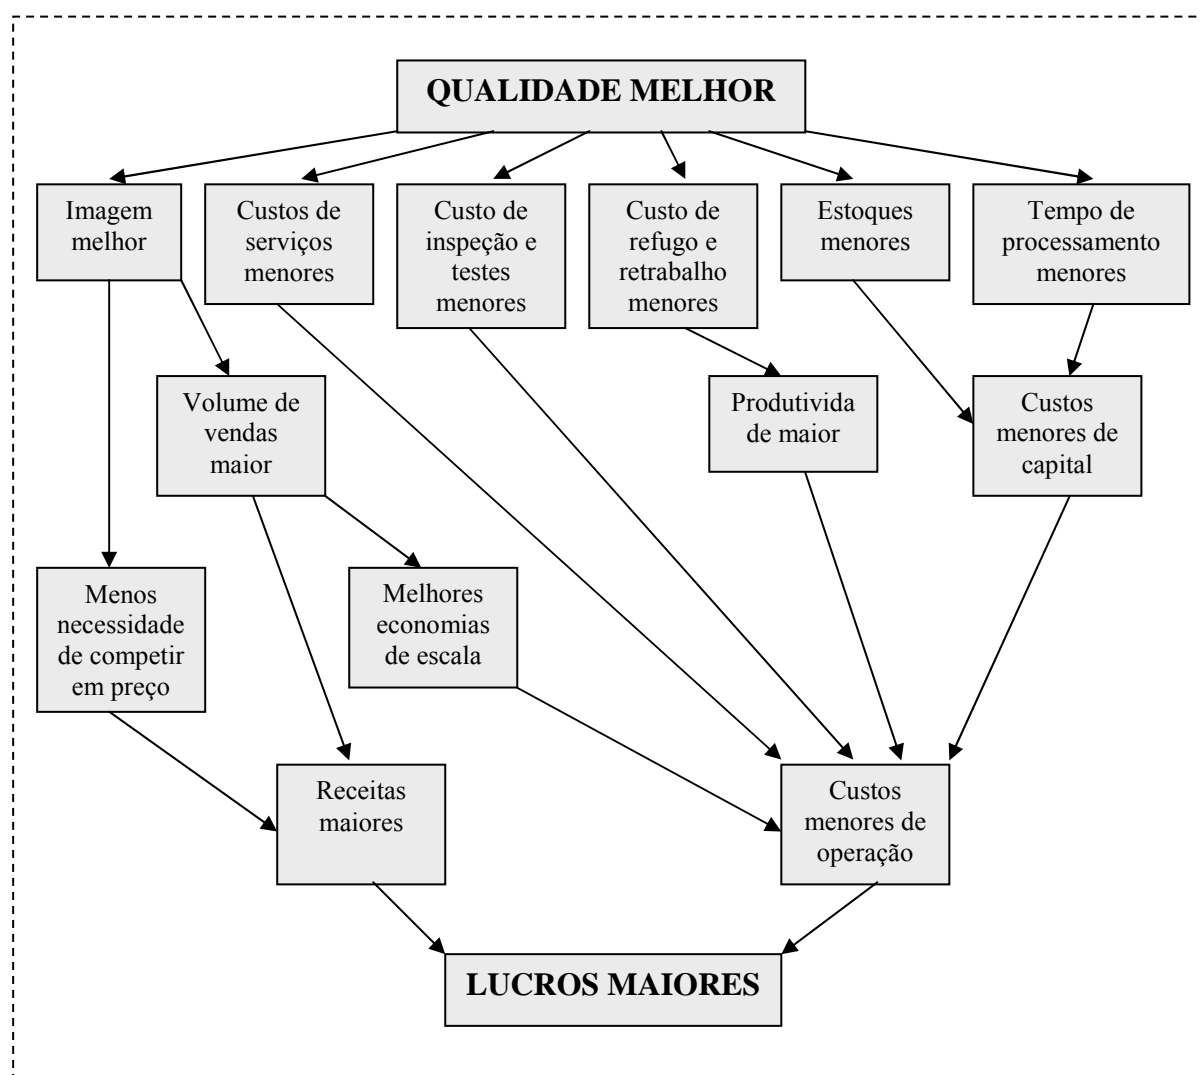 QUALIDADE MELHOR
Imagem
melhor
Custos de
serviços
menores
Custo de
inspeção e
testes
menores
Custo de
refugo e
retrabalho
menores
Estoques
menores
Tempo de
processamento
menores
Volume de
vendas
maior
Produtivida
de maior
Custos
menores de
capital
Menos
necessidade
de competir
em preço
Melhores
economias
de escala
Receitas
maiores
Custos
menores de
operação
LUCROS MAIORES